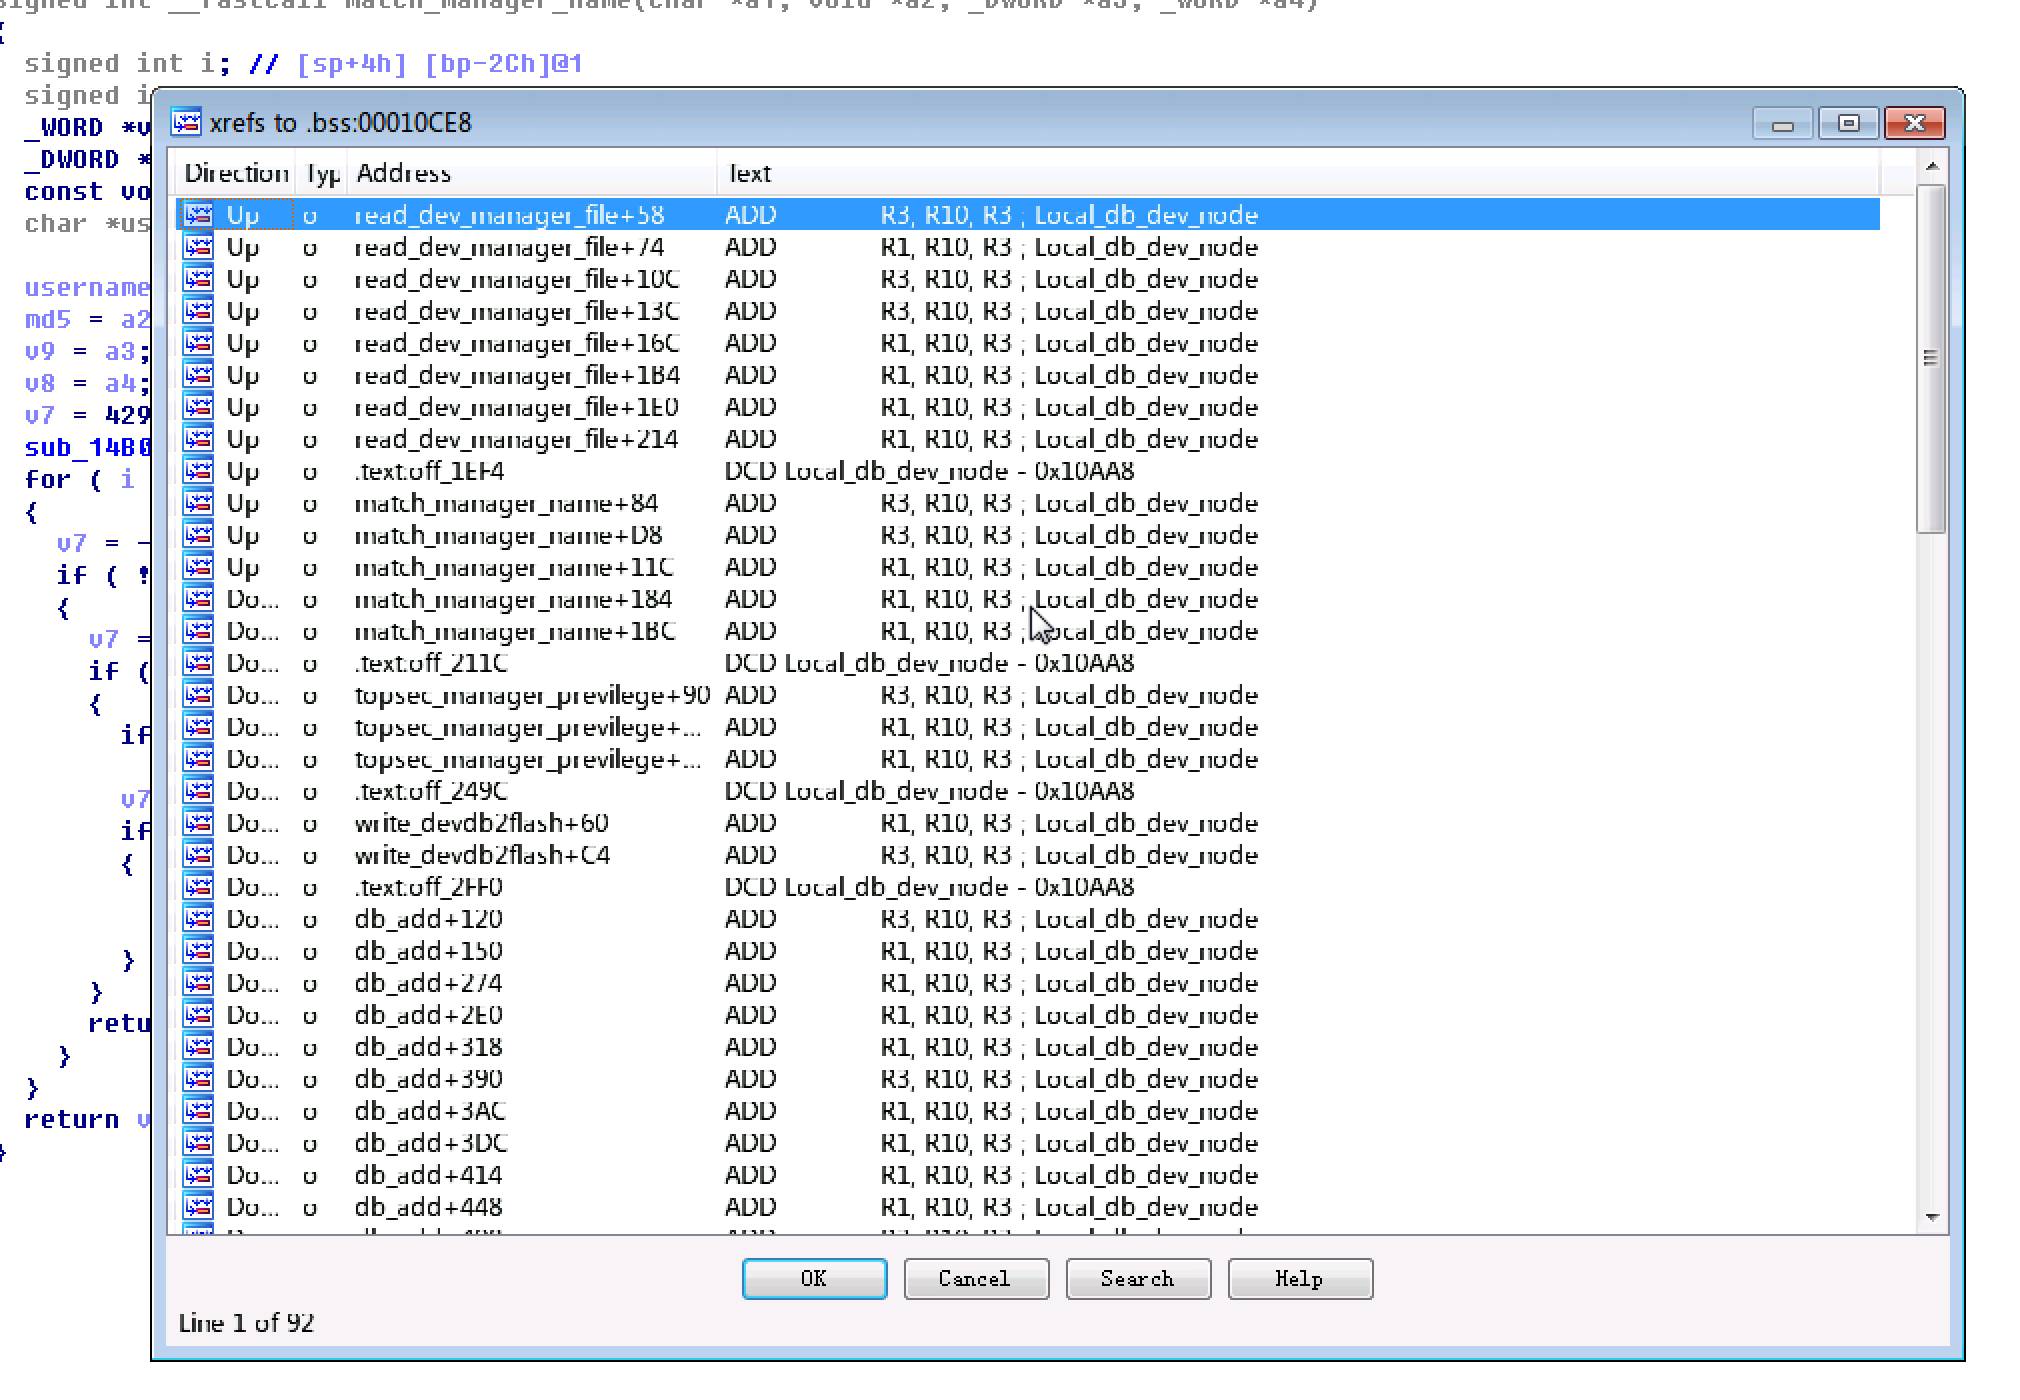 signed int __fastcall match_manager_name(char *a1, void *a2, _DWORD *a3, _WORD *a4)
{
signed int i; // [sp+4h] [bp-2Ch]@1
signed i
_WORD *v
_DWORD *
const vo
char *us
username
md5 = a2
v9 = a3;
v8 = a4;
v7 = 429
sub_14B0
for ( i
{
v7 = -
if ( !
{
v7 =
if (
{
if
v7
if
{
}
}
retu
}
}
return v
}
xrefs to .bss:00010CE8
Direction Typ Address Text
Up o read_dev_manager_file+58 ADD R3, R10, R3 ; Local_db_dev_node
Up o read_dev_manager_file+74 ADD R1, R10, R3 ; Local_db_dev_node
Up o read_dev_manager_file+10C ADD R3, R10, R3 ; Local_db_dev_node
Up o read_dev_manager_file+13C ADD R3, R10, R3 ; Local_db_dev_node
Up o read_dev_manager_file+16C ADD R1, R10, R3 ; Local_db_dev_node
Up o read_dev_manager_file+1B4 ADD R1, R10, R3 ; Local_db_dev_node
Up o read_dev_manager_file+1E0 ADD R1, R10, R3 ; Local_db_dev_node
Up o read_dev_manager_file+214 ADD R1, R10, R3 ; Local_db_dev_node
Up o .text:off_1EF4 DCD Local_db_dev_node - 0x10AA8
Up o match_manager_name+84 ADD R3, R10, R3 ; Local_db_dev_node
Up o match_manager_name+D8 ADD R3, R10, R3 ; Local_db_dev_node
Up o match_manager_name+11C ADD R1, R10, R3 ; Local_db_dev_node
Do... o match_manager_name+184 ADD R1, R10, R3 ; Local_db_dev_node
Do... o match_manager_name+1BC ADD R1, R10, R3 ; Local_db_dev_node
Do... o .text:off_211C DCD Local_db_dev_node - 0x10AA8
Do... o topsec_manager_previlege+90 ADD R3, R10, R3 ; Local_db_dev_node
Do... o topsec_manager_previlege+... ADD R1, R10, R3 ; Local_db_dev_node
Do... o topsec_manager_previlege+... ADD R1, R10, R3 ; Local_db_dev_node
Do... o .text:off_249C DCD Local_db_dev_node - 0x10AA8
Do... o write_devdb2flash+60 ADD R1, R10, R3 ; Local_db_dev_node
Do... o write_devdb2flash+C4 ADD R3, R10, R3 ; Local_db_dev_node
Do... o .text:off_2FF0 DCD Local_db_dev_node - 0x10AA8
Do... o db_add+120 ADD R3, R10, R3 ; Local_db_dev_node
Do... o db_add+150 ADD R1, R10, R3 ; Local_db_dev_node
Do... o db_add+274 ADD R1, R10, R3 ; Local_db_dev_node
Do... o db_add+2E0 ADD R1, R10, R3 ; Local_db_dev_node
Do... o db_add+318 ADD R1, R10, R3 ; Local_db_dev_node
Do... o db_add+390 ADD R3, R10, R3 ; Local_db_dev_node
Do... o db_add+3AC ADD R1, R10, R3 ; Local_db_dev_node
Do... o db_add+3DC ADD R1, R10, R3 ; Local_db_dev_node
Do... o db_add+414 ADD R1, R10, R3 ; Local_db_dev_node
Do... o db_add+448 ADD R1, R10, R3 ; Local_db_dev_node
OK Cancel Search Help
Line 1 of 92